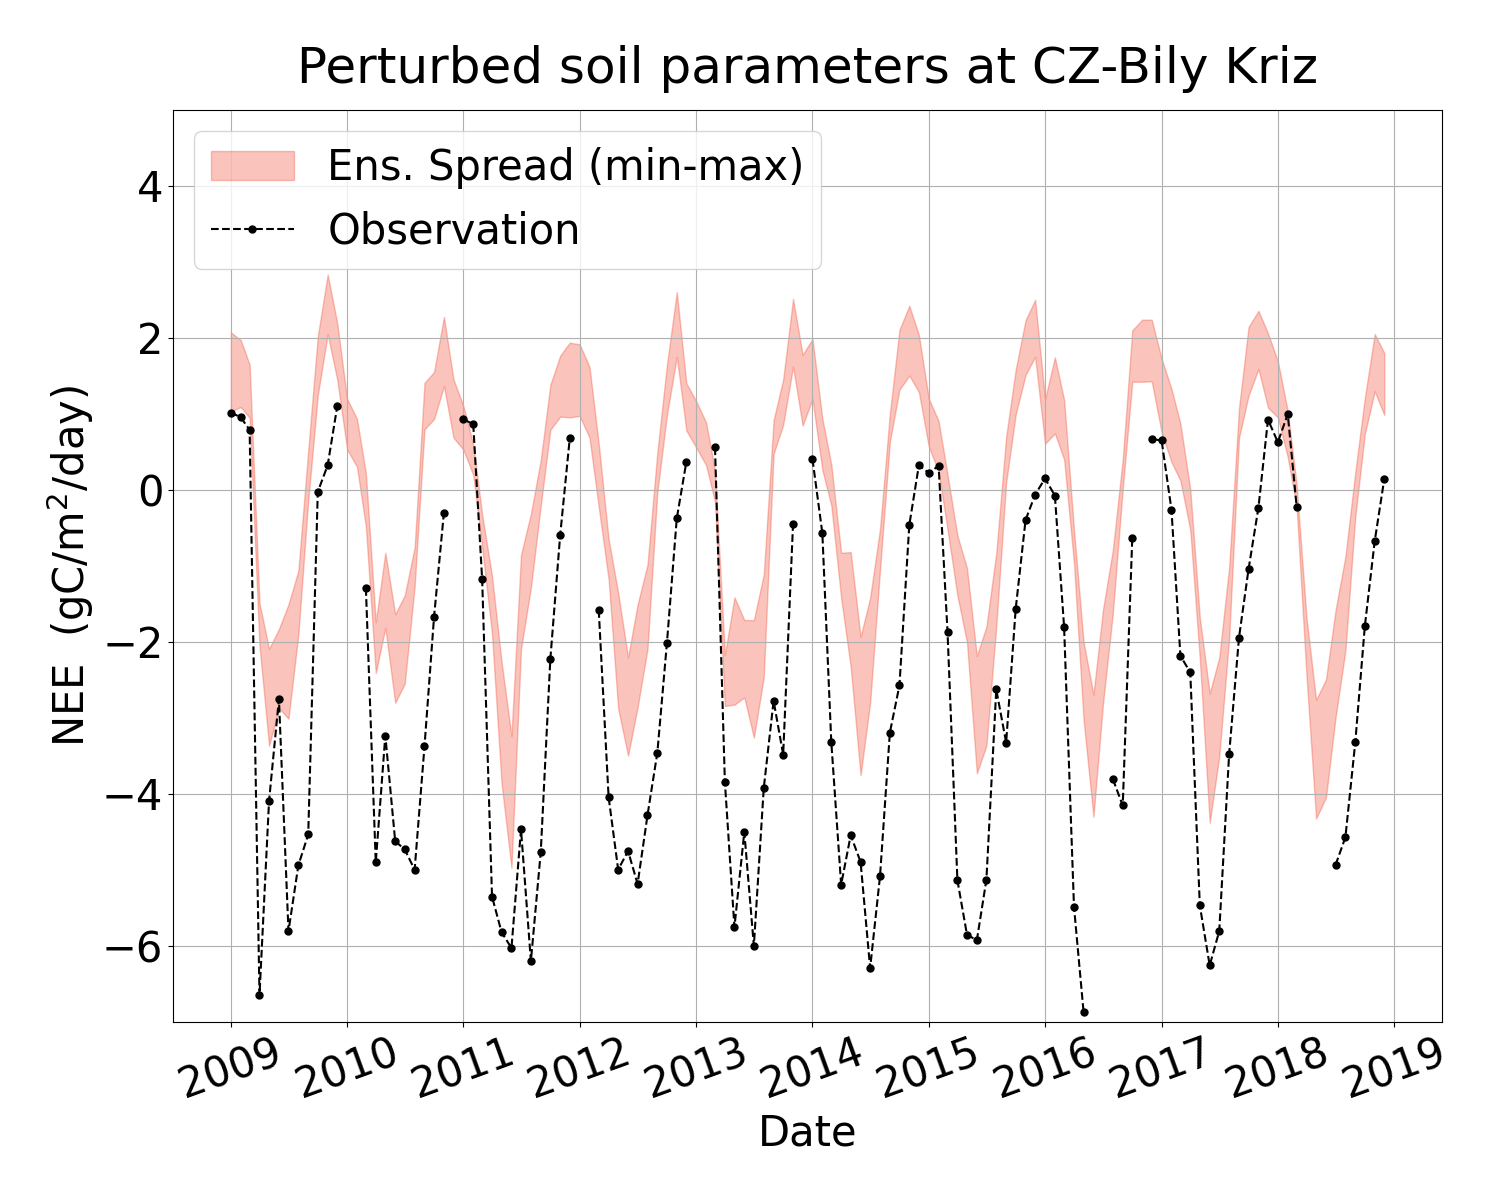 Perturbed soil parameters at CZ-Bily Kriz
Ens. Spread (min-max)
Observation
NEE (gC/m²/day)
4
2
0
−2
−4
−6
2009 2010 2011 2012 2013 2014 2015 2016 2017 2018 2019
Date